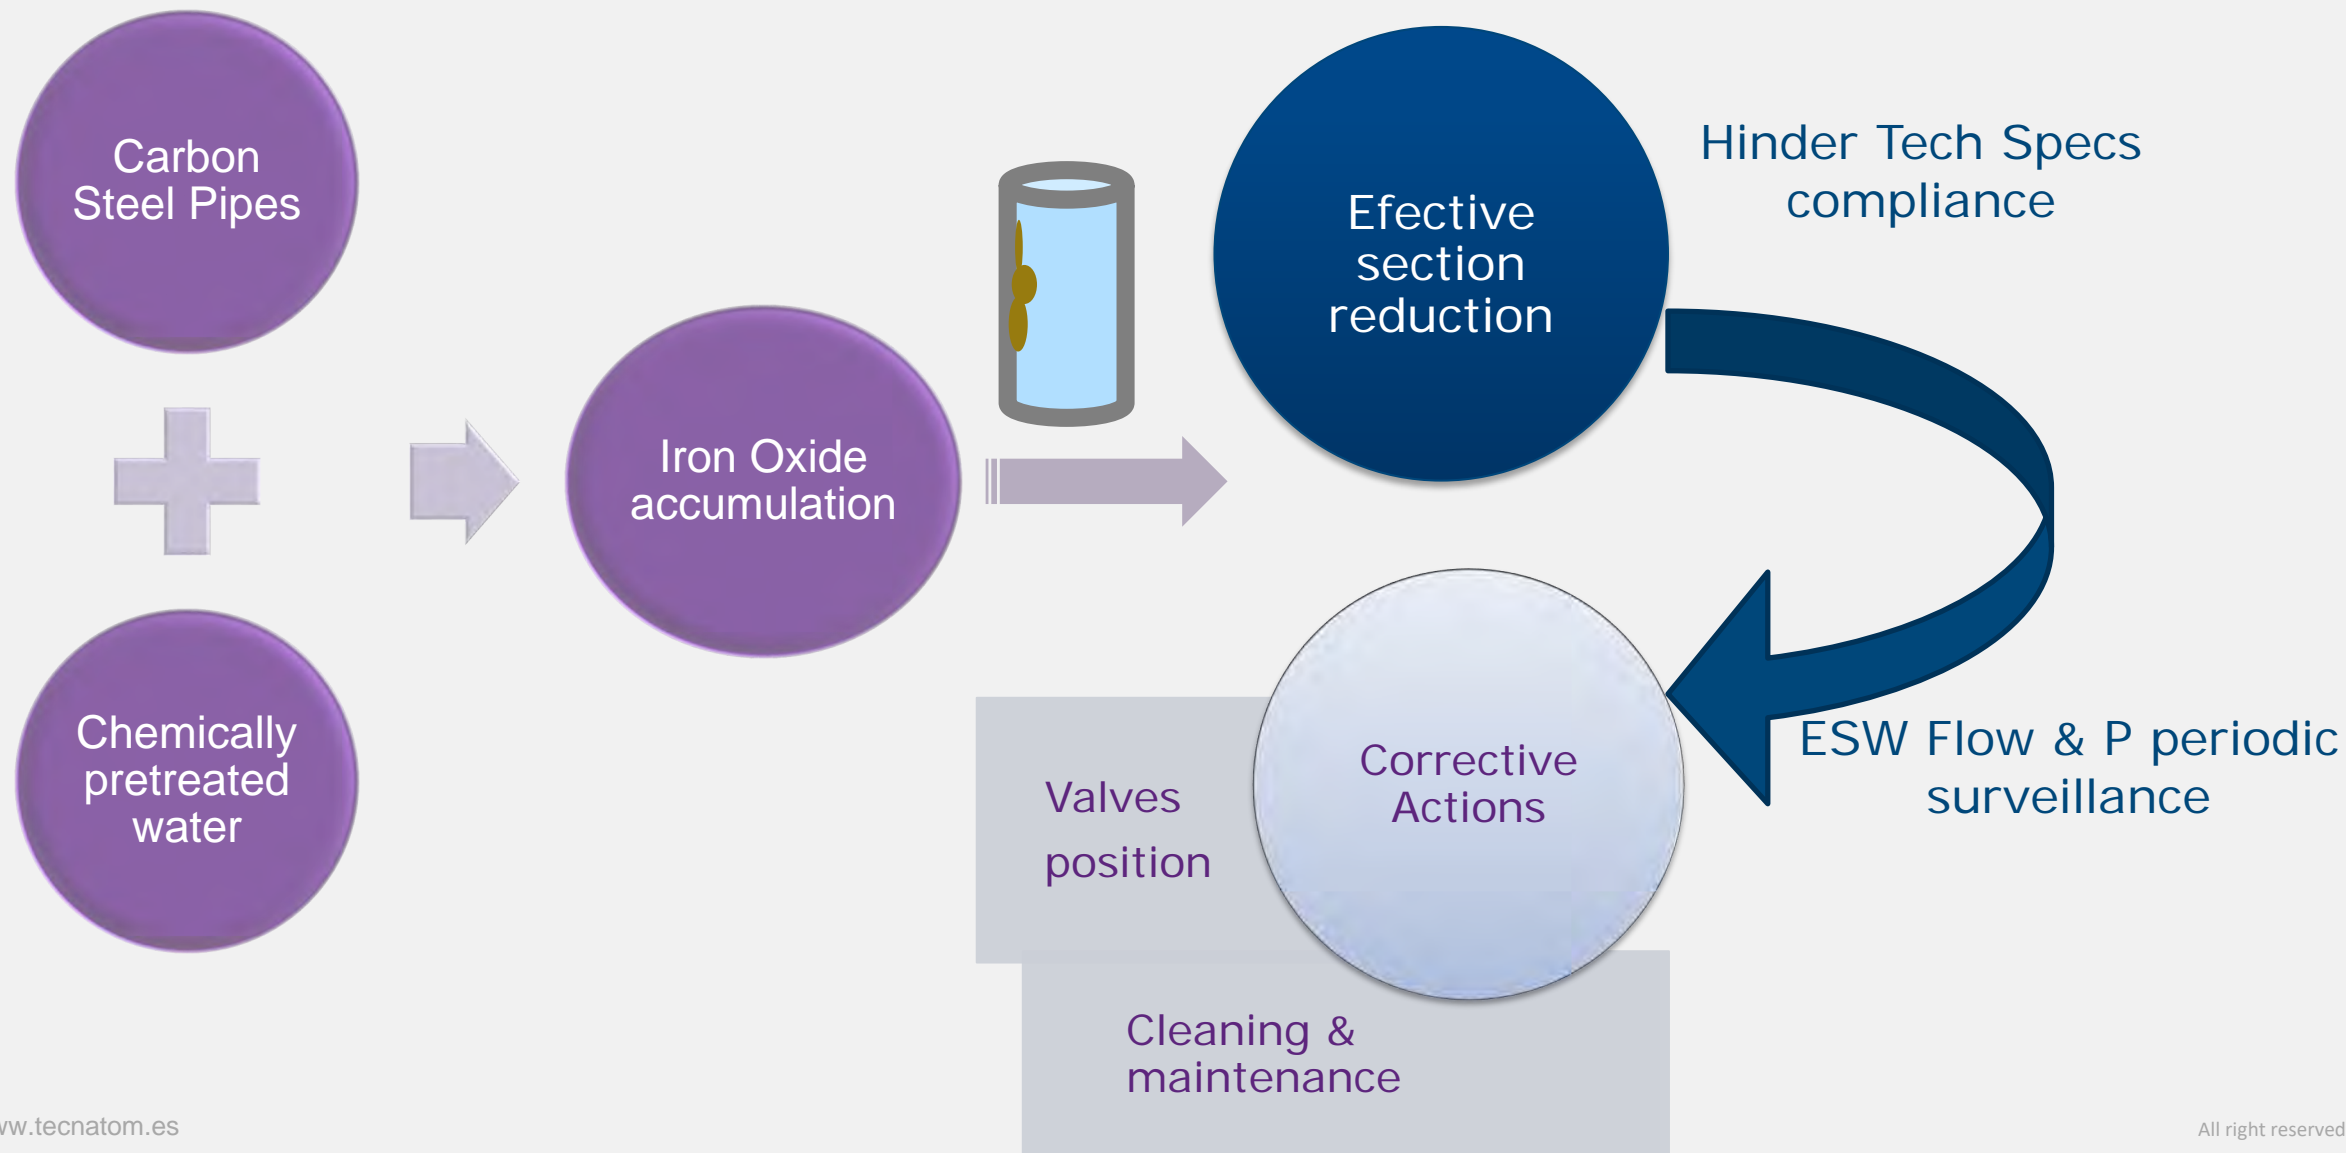 Carbon
Steel Pipes
Chemically
pretreated
water
Iron Oxide
accumulation
Efective
section
reduction
Hinder Tech Specs
compliance
ESW Flow & P periodic
surveillance
Corrective
Actions
Valves
position
Cleaning &
maintenance
w.tecnatom.es
All right reserved